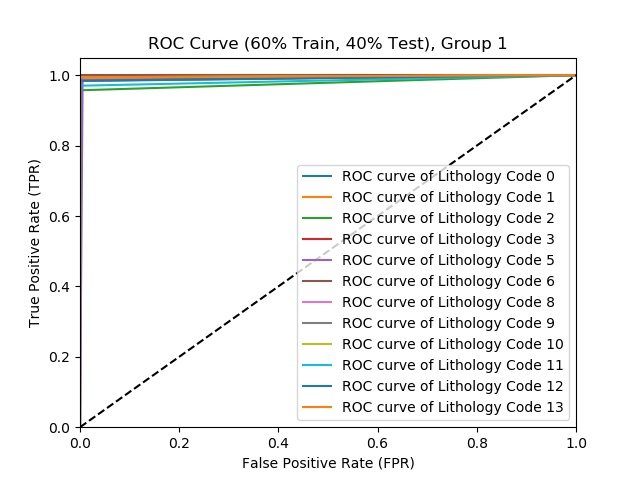 ROC Curve (60% Train, 40% Test), Group 1
1.0
0.8
0.6
0.4
0.2
0.0
True Positive Rate (TPR)
ROC curve of Lithology Code 0
ROC curve of Lithology Code 1
ROC curve of Lithology Code 2
ROC curve of Lithology Code 3
ROC curve of Lithology Code 5
ROC curve of Lithology Code 6
ROC curve of Lithology Code 8
ROC curve of Lithology Code 9
ROC curve of Lithology Code 10
ROC curve of Lithology Code 11
ROC curve of Lithology Code 12
ROC curve of Lithology Code 13
0.0 0.2 0.4 0.6 0.8 1.0
False Positive Rate (FPR)